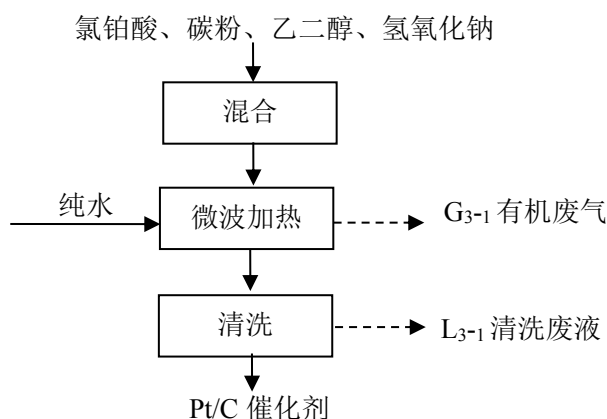 氯铂酸、碳粉、乙二醇、氢氧化钠
混合
纯水
微波加热
G3-1 有机废气
清洗
L3-1 清洗废液
Pt/C 催化剂